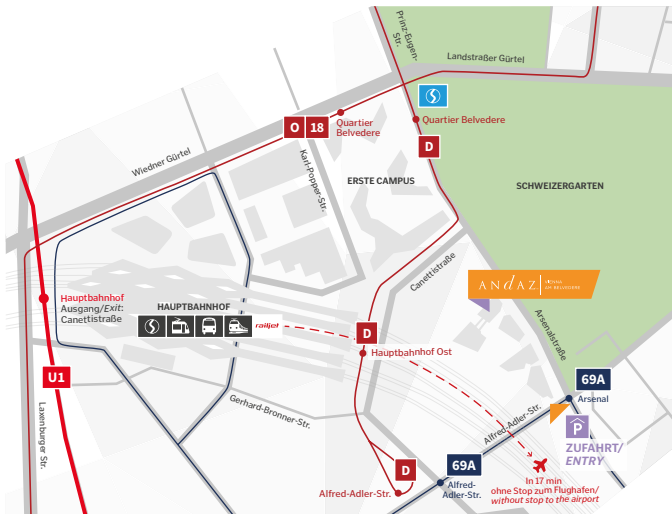 Prinz-Eugen-
Str.
Landstraßer Gürtel
O 18
Quartier
Belvedere
Quartier Belvedere
D
Wiedner Gürtel
Karl-Popper-Str.
ERSTE CAMPUS
SCHWEIZERGARTEN
Canettistraße
ANdAZ
VIENNA
AM BELVEDERE
Hauptbahnhof
Ausgang/Exit:
Canettistraße
HAUPTBAHNHOF
railjet
D
Hauptbahnhof Ost
Arsenalstraße
U1
69A
Arsenal
Laxenburger Str.
Gerhard-Bronner-Str.
Alfred-Adler-Str.
P
ZUFAHRT/
ENTRY
D
69A
Alfred-Adler-Str.
Alfred-
Adler-Str.
In 17 min
ohne Stop zum Flughafen/
without stop to the airport